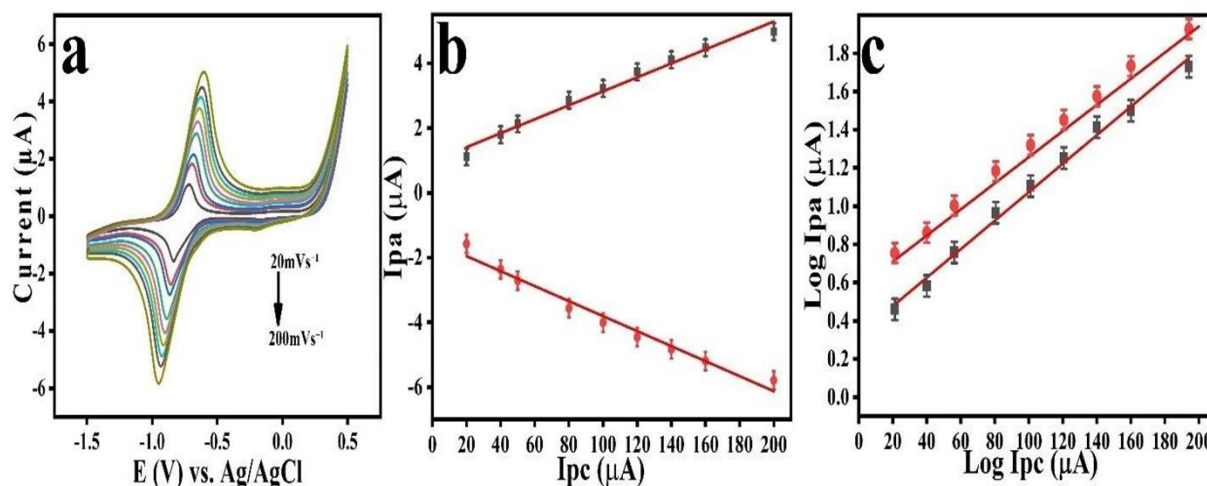 a
6
4
2
0
-2
-4
-6
Current (µA)
20mVs⁻¹
200mVs⁻¹
-1.5 -1.0 -0.5 0.0 0.5
E (V) vs. Ag/AgCl
b
4
2
0
-2
-4
-6
Ipa (µA)
0 20 40 60 80 100 120 140 160 180 200
Ipc (µA)
c
1.8
1.6
1.4
1.2
1.0
0.8
0.6
0.4
0.2
0.0
Log Ipa (µA)
0 20 40 60 80 100 120 140 160 180 200
Log Ipc (µA)